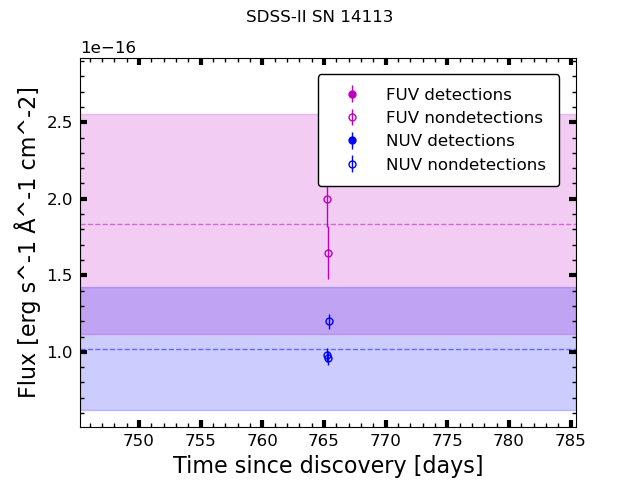 SDSS-II SN 14113
1e−16
FUV detections
FUV nondetections
NUV detections
NUV nondetections
2.5
2.0
1.5
1.0
Flux [erg s^-1 Å^-1 cm^-2]
750 755 760 765 770 775 780 785
Time since discovery [days]